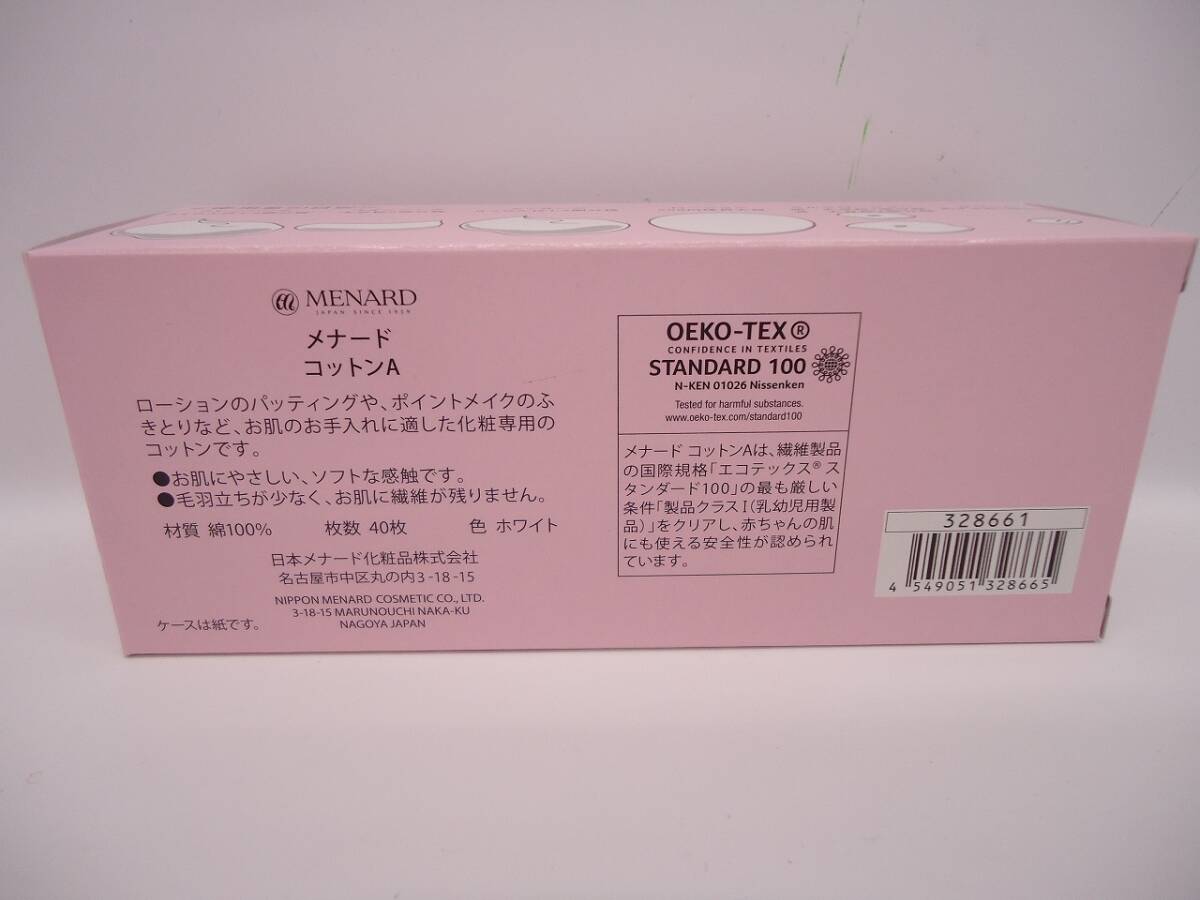 MENARD
JAPAN SINCE 1959
メナード
コットンA
ローションのパッティングや、ポイントメイクのふ
きとりなど、お肌のお手入れに適した化粧専用の
コットンです。
●お肌にやさしい、ソフトな感触です。
●毛羽立ちが少なく、お肌に繊維が残りません。
材質 綿100% 枚数 40枚 色 ホワイト
日本メナード化粧品株式会社
名古屋市中区丸の内3-18-15
NIPPON MENARD COSMETIC CO., LTD.
3-18-15 MARUNOUCHI NAKA-KU
NAGOYA JAPAN
ケースは紙です。
OEKO-TEX®
CONFIDENCE IN TEXTILES
STANDARD 100
N-KEN 01026 Nissenken
Tested for harmful substances.
www.oeko-tex.com/standard100
メナード コットンAは、繊維製品
の国際規格「エコテックス®ス
タンダード100」の最も厳しい
条件「製品クラスⅠ(乳幼児用製
品)」をクリアし、赤ちゃんの肌
にも使える安全性が認められ
ています。
328661
4 549051 328665